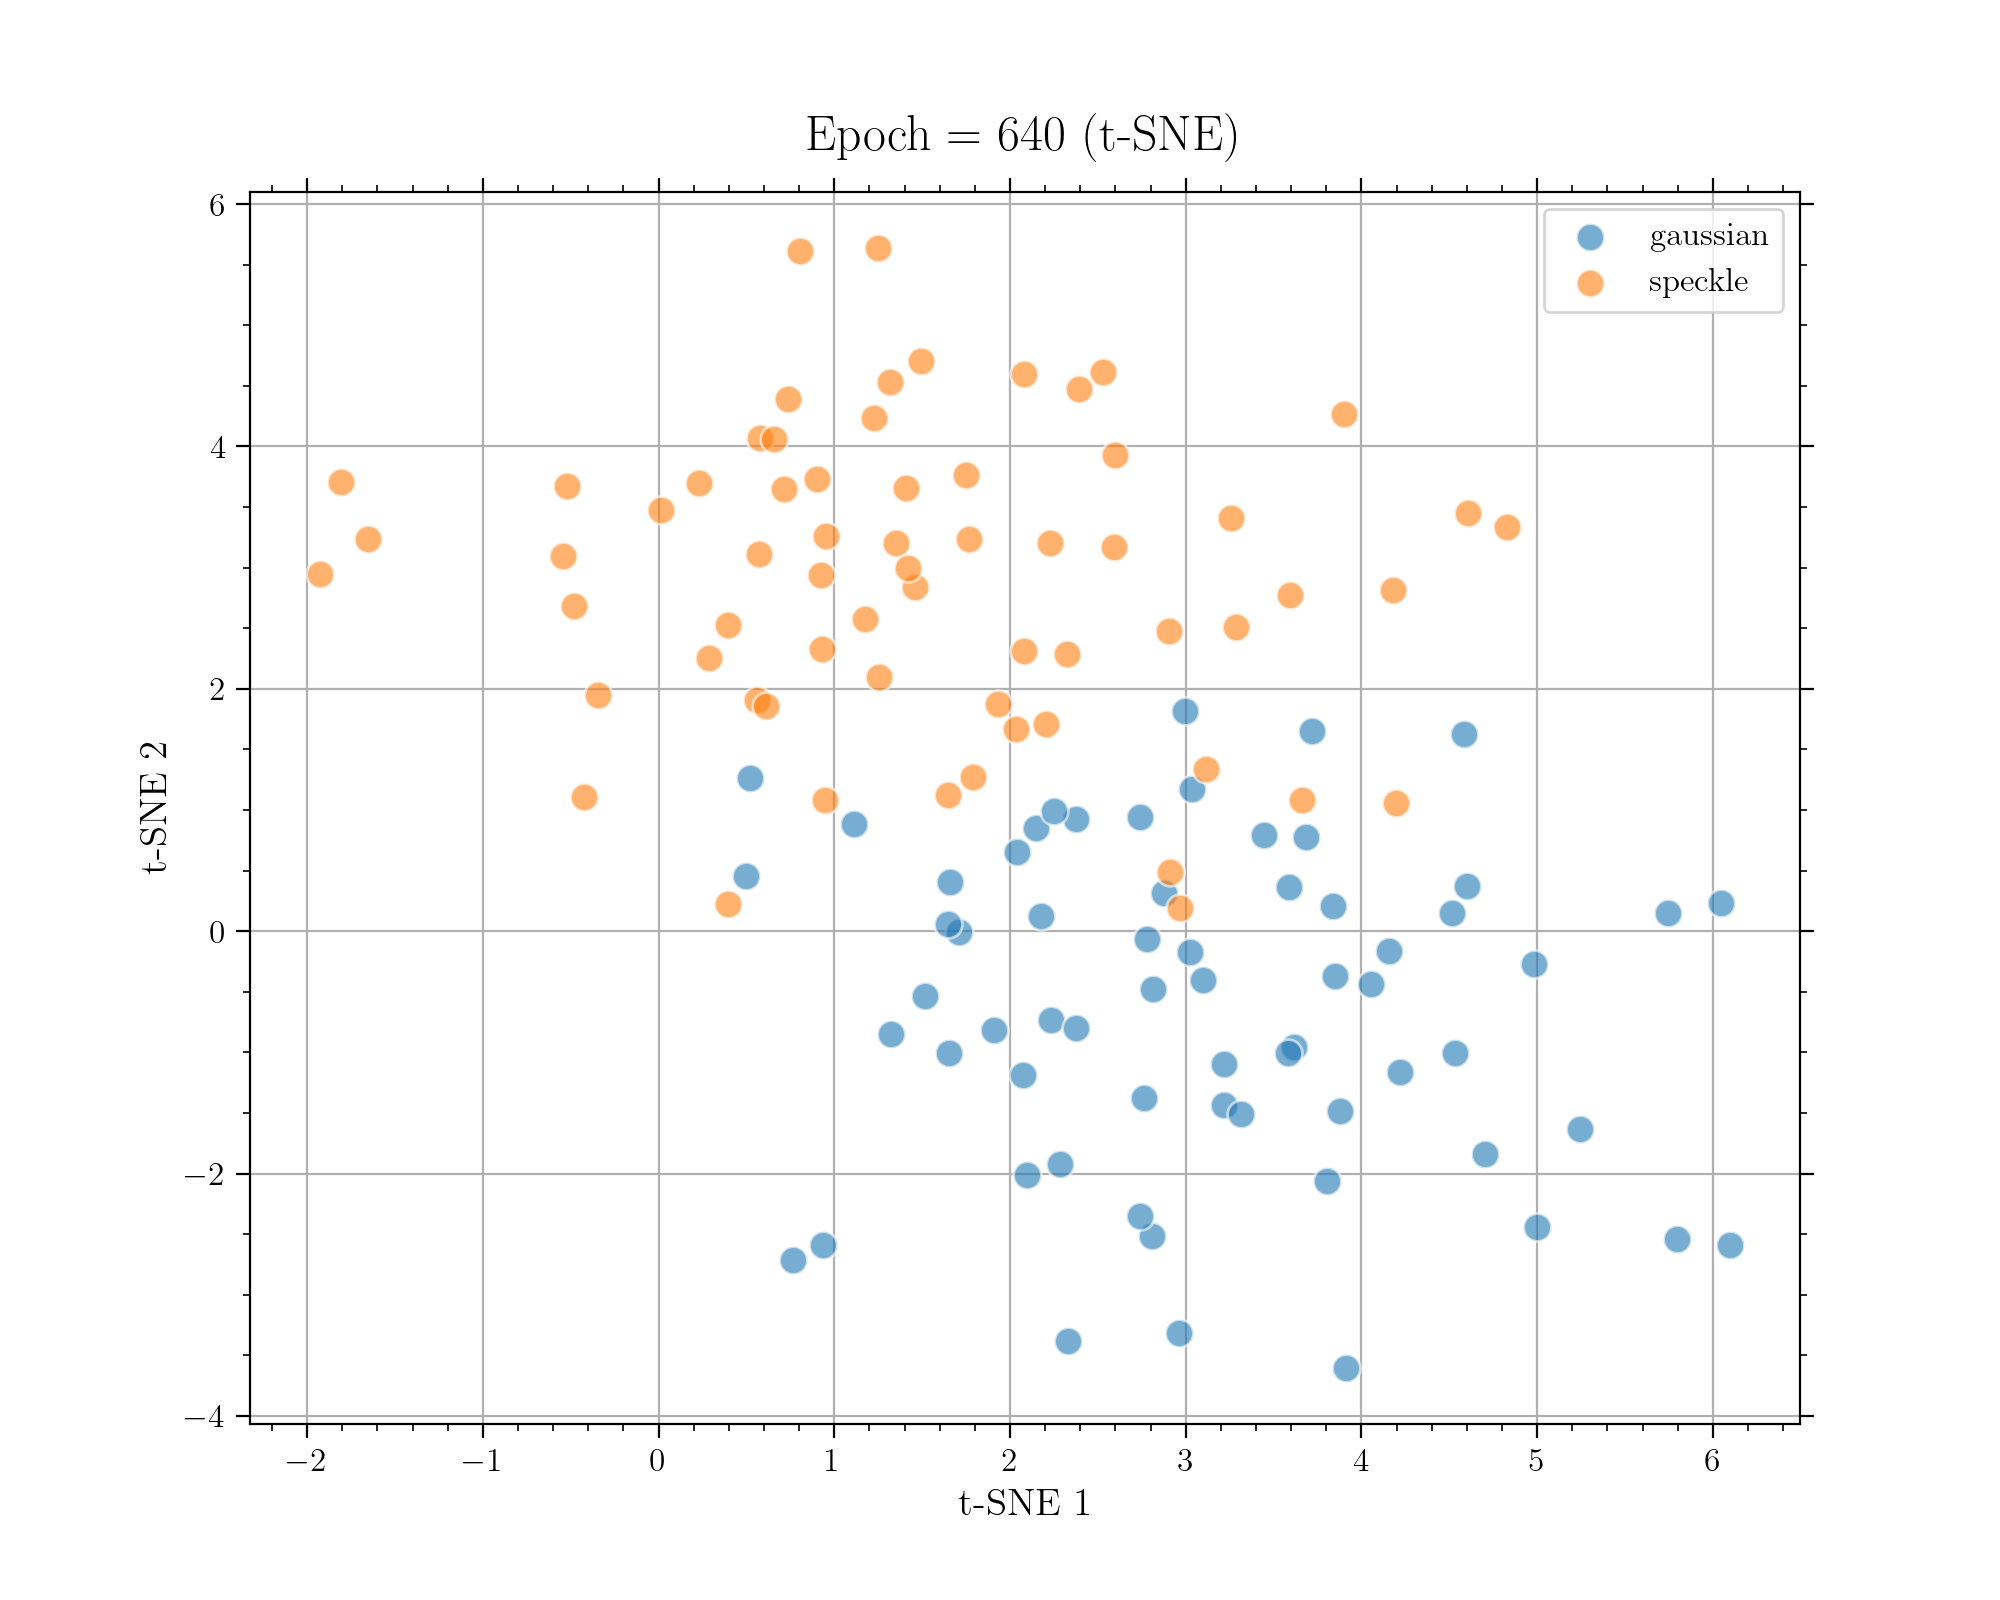 Epoch = 640 (t-SNE)
gaussian
speckle
6
4
2
0
−2
−4
t-SNE 2
−2 −1 0 1 2 3 4 5 6
t-SNE 1